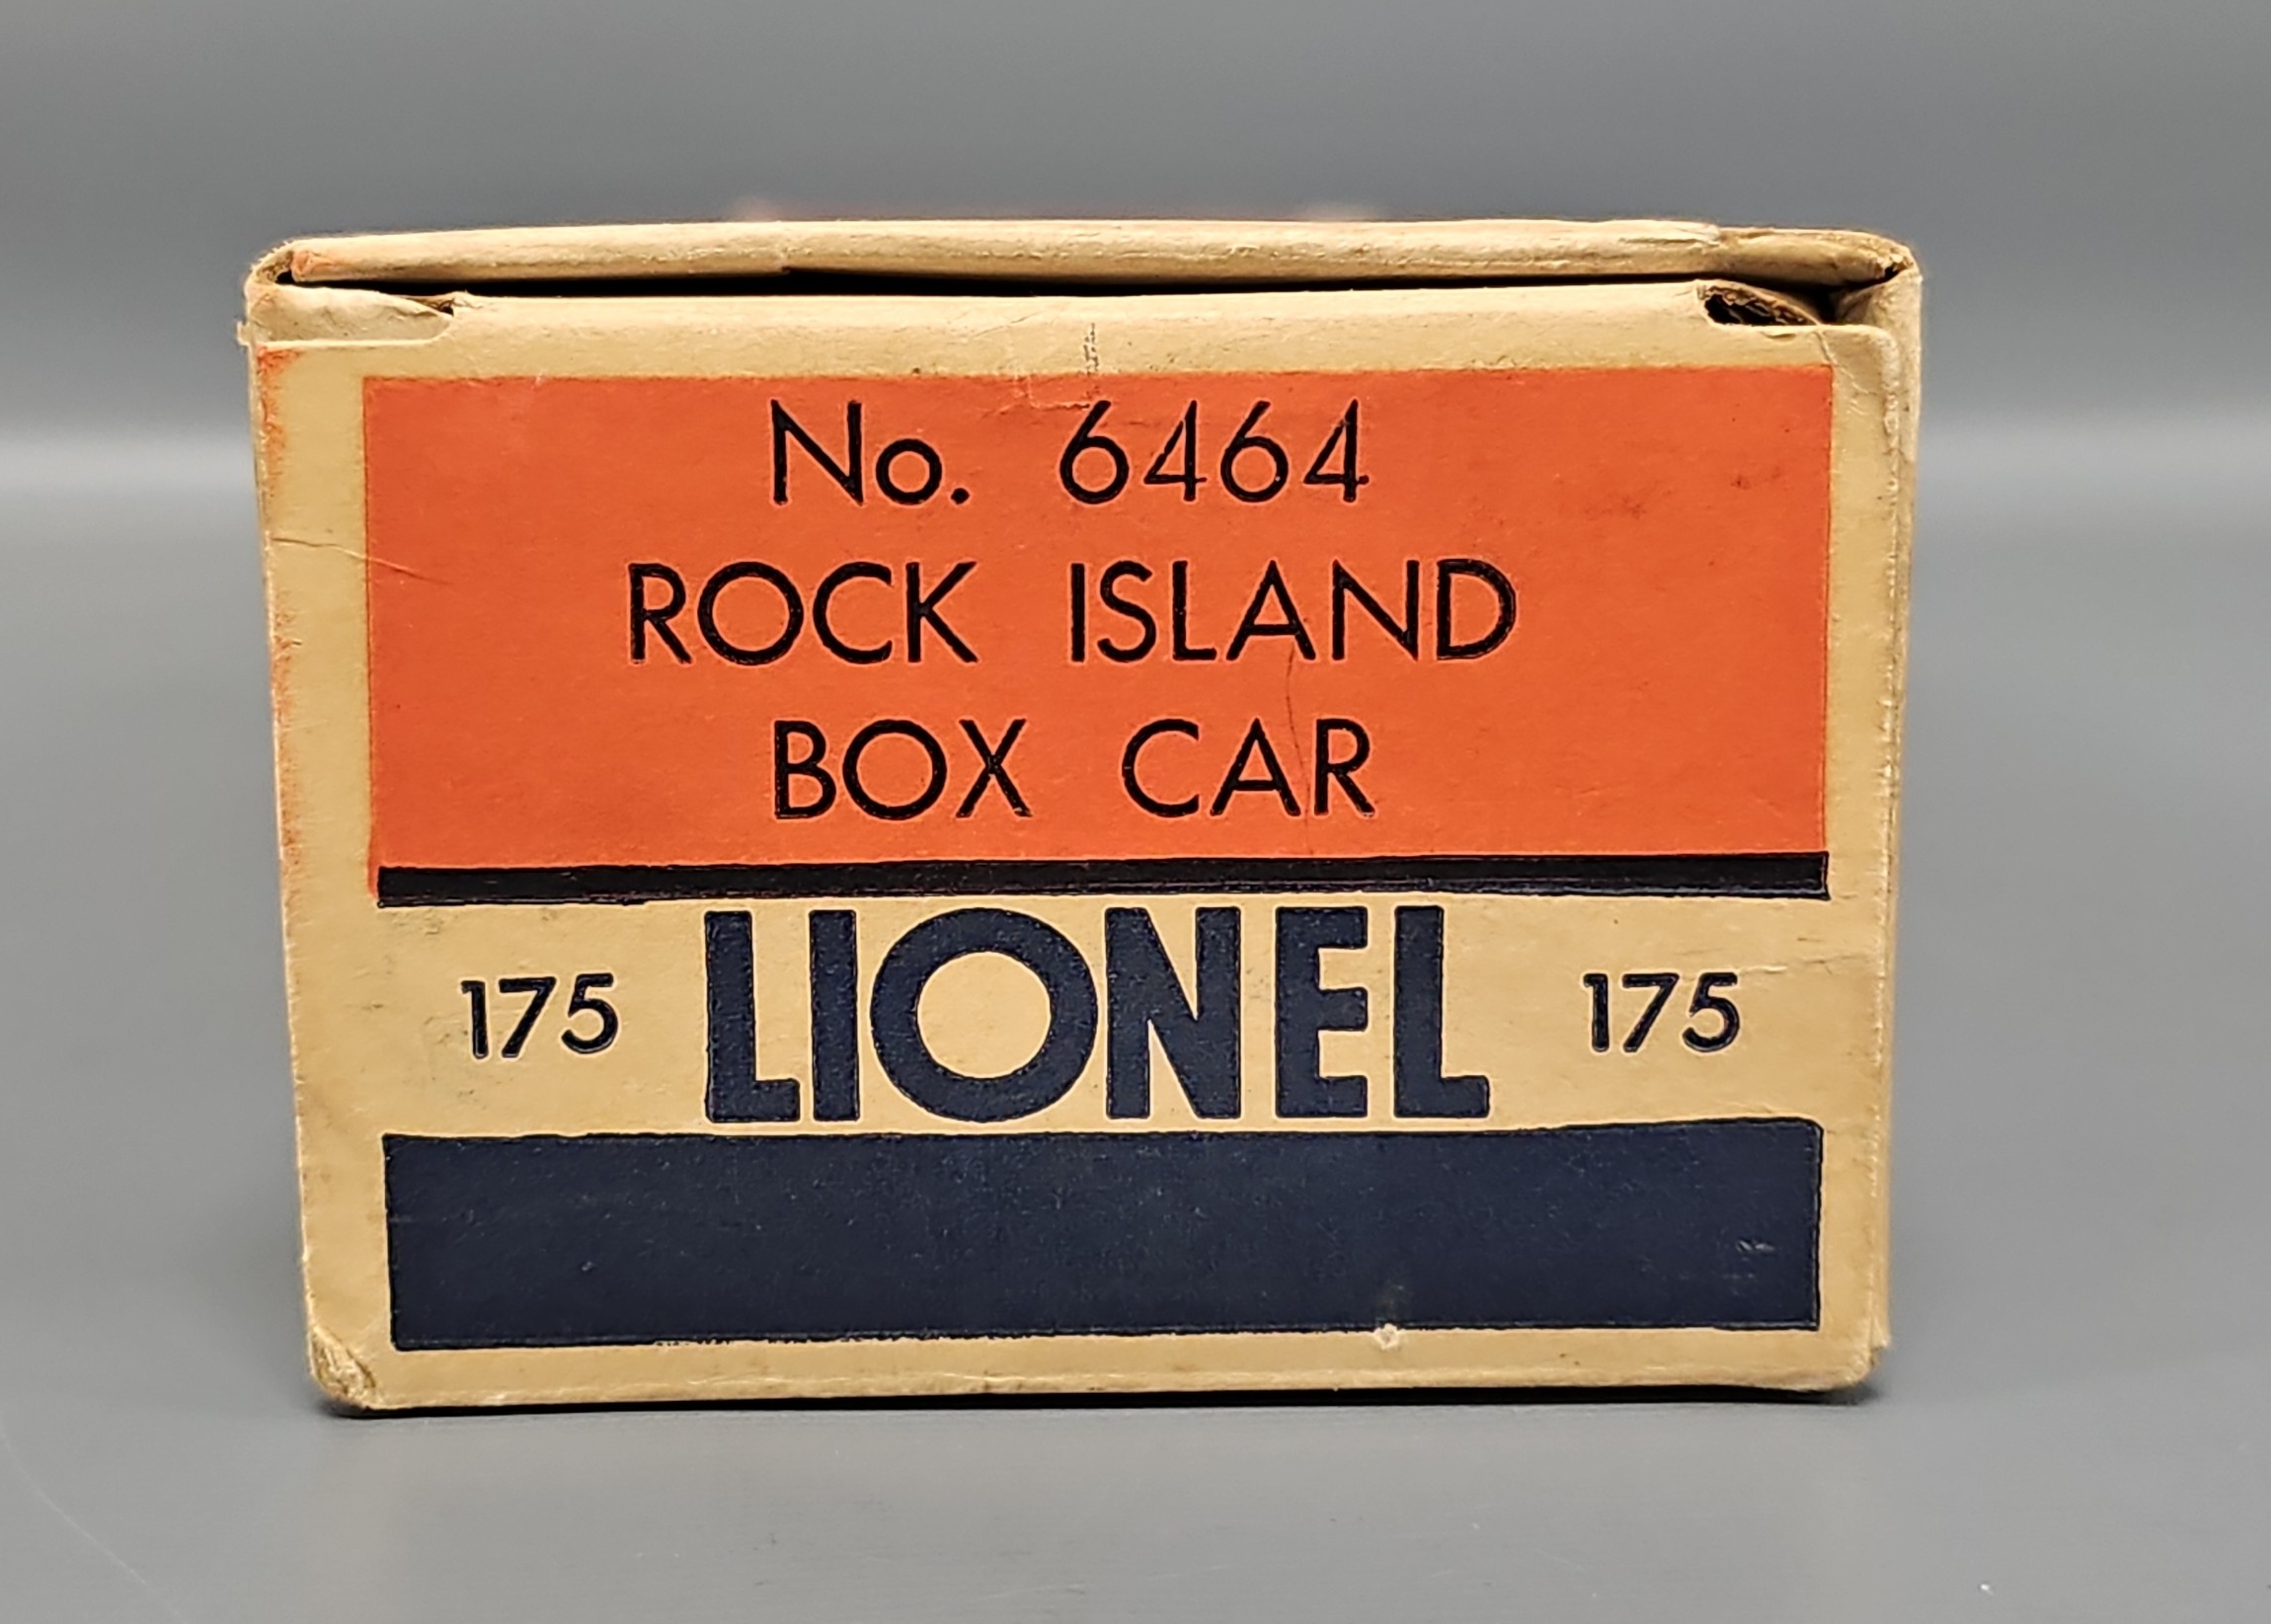 No. 6464
ROCK ISLAND
BOX CAR
175 LIONEL 175